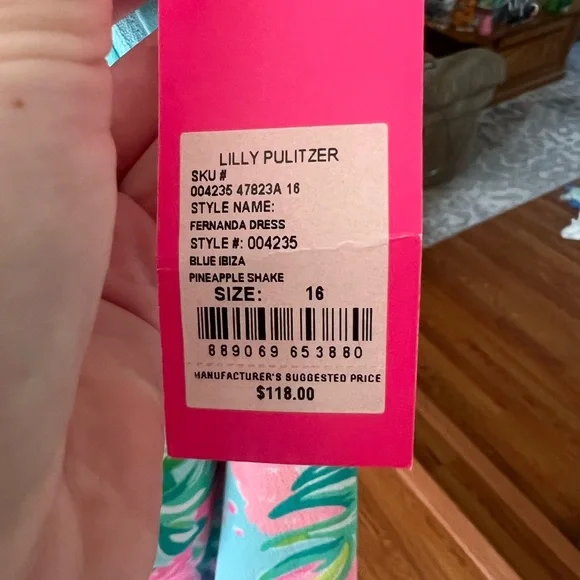 LILLY PULITZER
SKU #
004235 47823A 16
STYLE NAME:
FERNANDA DRESS
STYLE #: 004235
BLUE IBIZA
PINEAPPLE SHAKE
SIZE: 16
889069 653880
MANUFACTURER'S SUGGESTED PRICE
$118.00